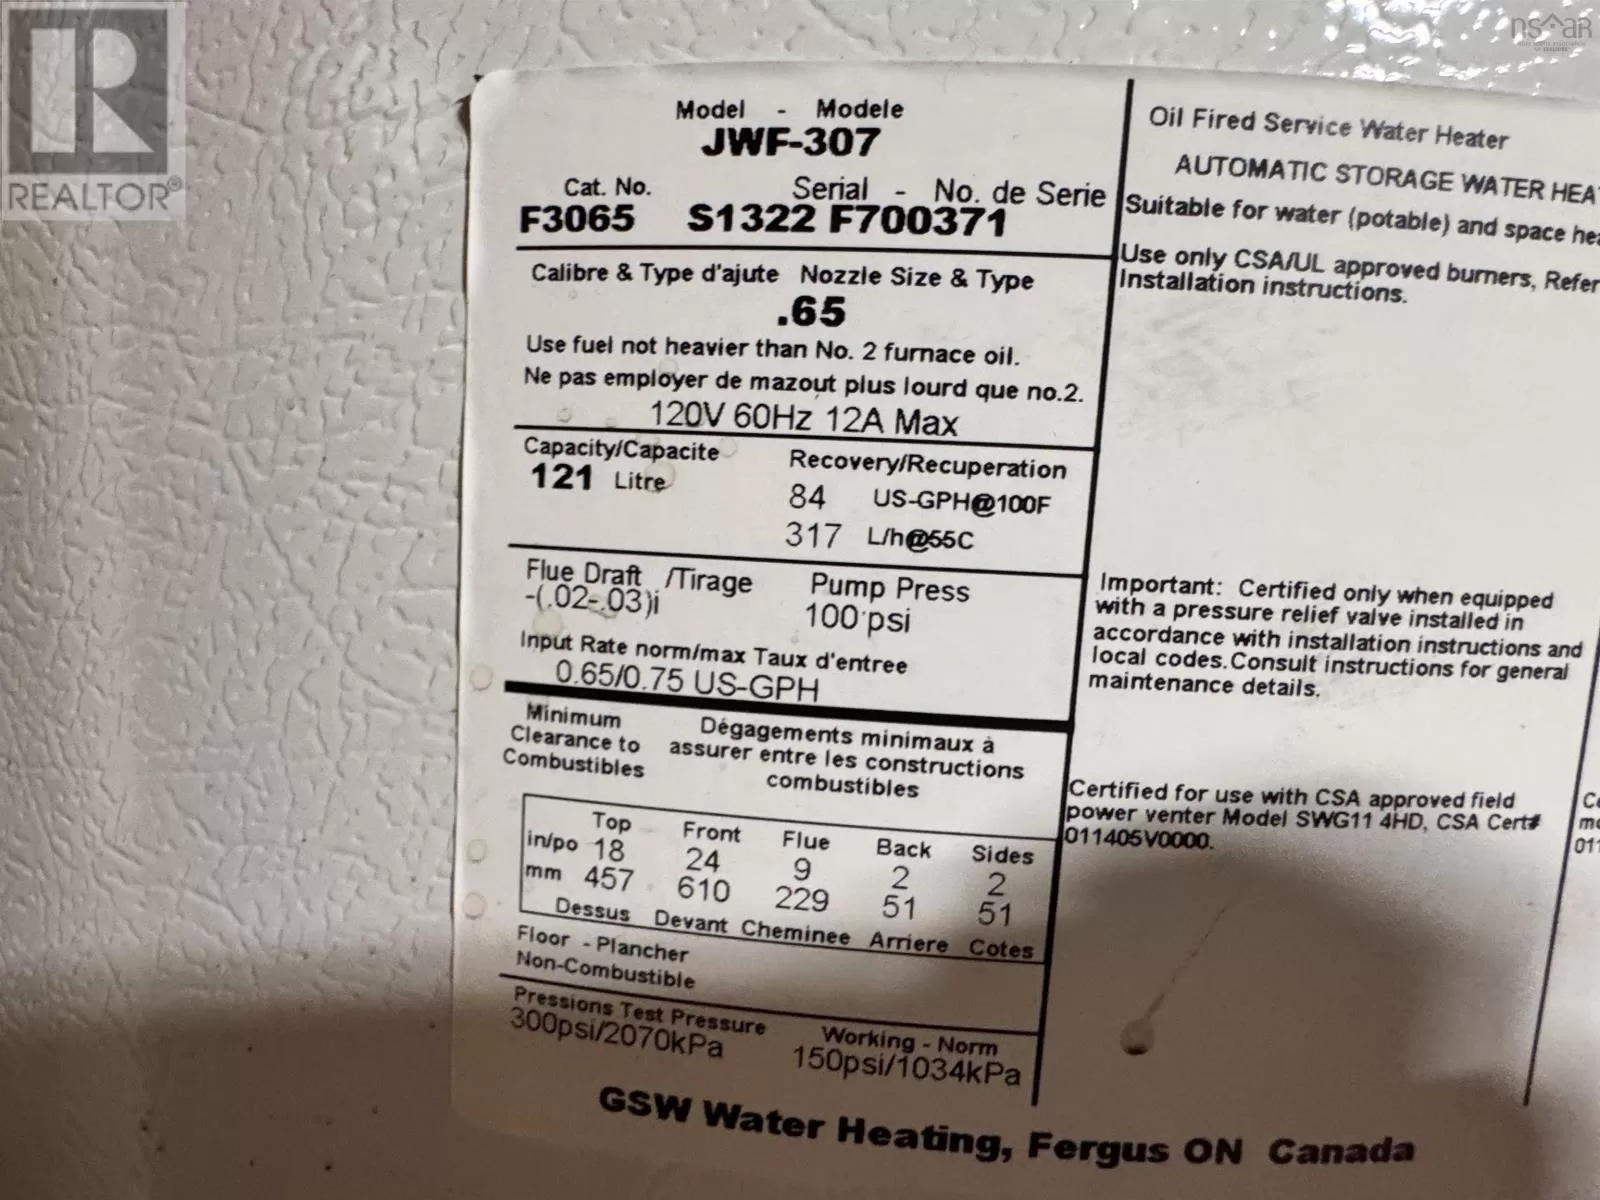 REALTOR®
nsar
Model - Modele
JWF-307
Cat. No. Serial - No. de Serie
F3065 S1322 F700371
Calibre & Type d'ajute Nozzle Size & Type
.65
Use fuel not heavier than No. 2 furnace oil.
Ne pas employer de mazout plus lourd que no.2.
120V 60Hz 12A Max
Capacity/Capacite Recovery/Recuperation
121 Litre 84 US-GPH@100F
317 L/h@55C
Flue Draft /Tirage Pump Press
-(.02-.03)i 100 psi
Input Rate norm/max Taux d'entree
0.65/0.75 US-GPH
Minimum
Clearance to
Combustibles
Dégagements minimaux à
assurer entre les constructions
combustibles
Top Front Flue Back Sides
in/po 18 24 9 2 2
mm 457 610 229 51 51
Dessus Devant Cheminee Arriere Cotes
Floor - Plancher
Non-Combustible
Pressions Test Pressure Working - Norm
300psi/2070kPa 150psi/1034kPa
Oil Fired Service Water Heater
AUTOMATIC STORAGE WATER HEA
Suitable for water (potable) and space hea
Use only CSA/UL approved burners, Refer
Installation instructions.
Important: Certified only when equipped
with a pressure relief valve installed in
accordance with installation instructions and
local codes.Consult instructions for general
maintenance details.
Certified for use with CSA approved field
power venter Model SWG11 4HD, CSA Cert#
011405V0000.
GSW Water Heating, Fergus ON Canada